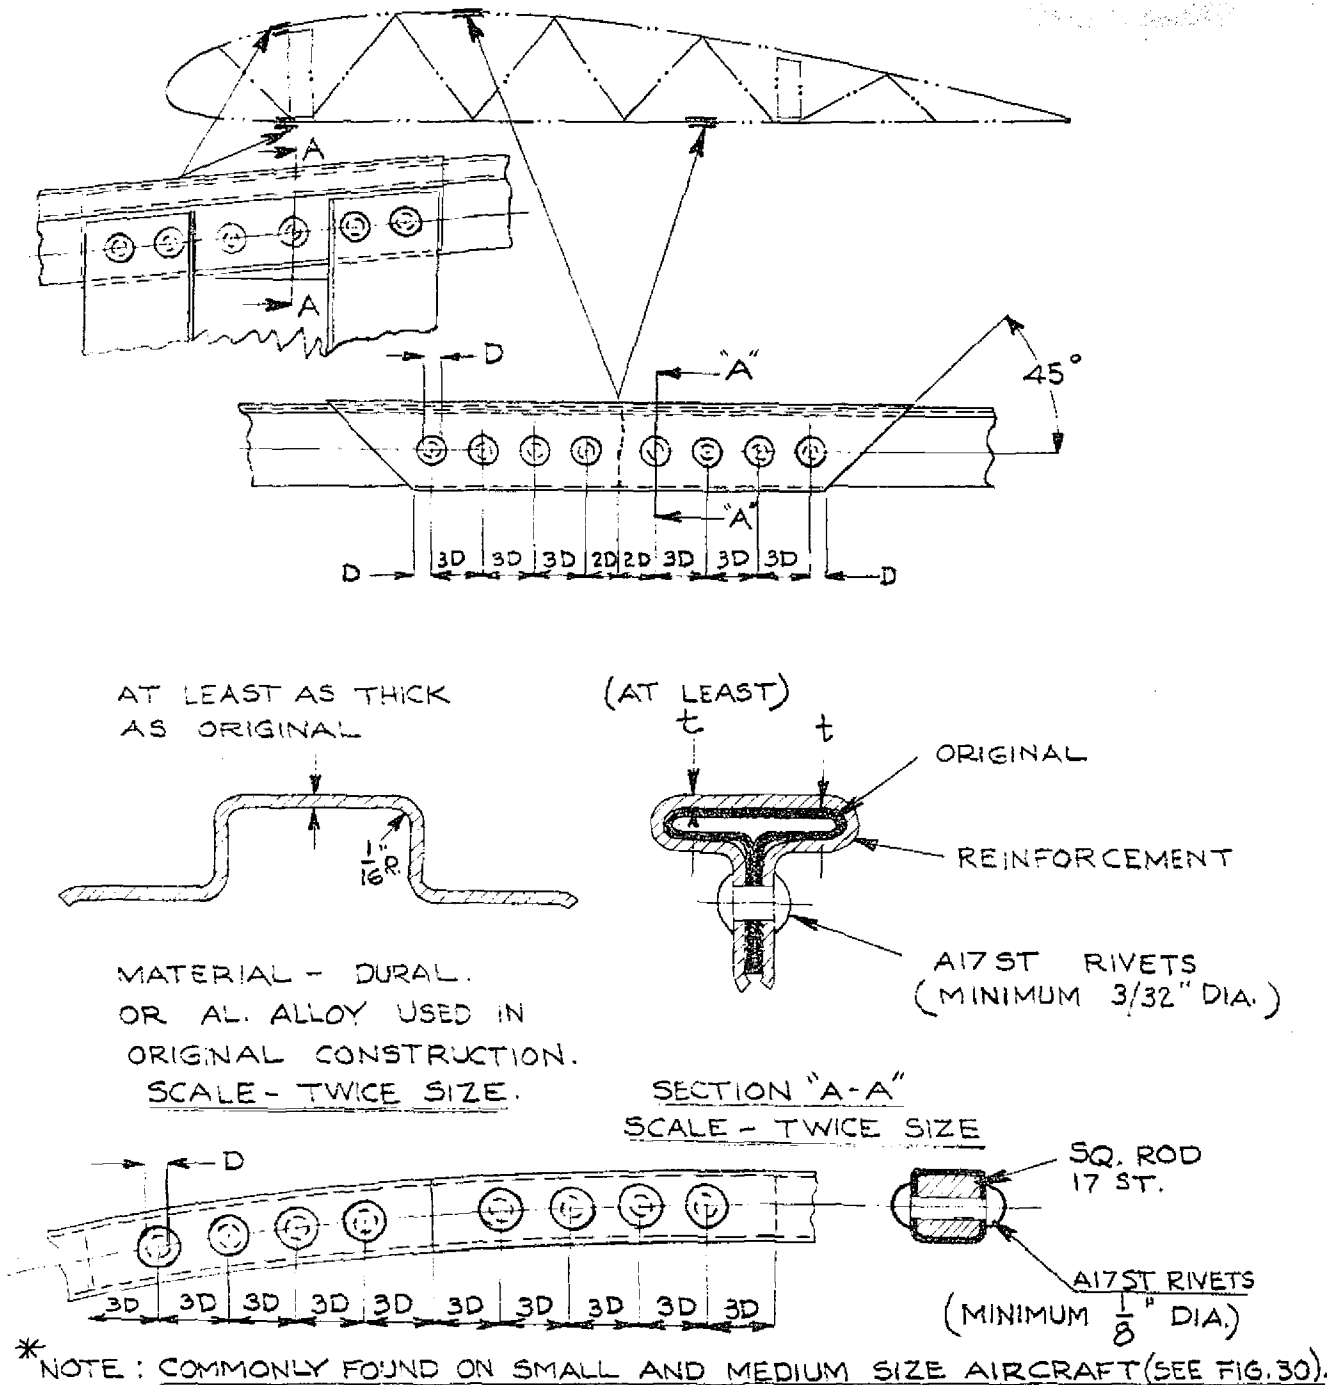 A
A
D
"A"
45°
"A"
D 3D 3D 3D 2D 2D 3D 3D 3D D
AT LEAST AS THICK
AS ORIGINAL
(AT LEAST)
t t
ORIGINAL
1/16" R.
REINFORCEMENT
MATERIAL - DURAL.
OR AL. ALLOY USED IN
ORIGINAL CONSTRUCTION.
SCALE - TWICE SIZE.
A17ST RIVETS
(MINIMUM 3/32" DIA.)
SECTION "A-A"
SCALE - TWICE SIZE
D
SQ. ROD
17 ST.
3D 3D 3D 3D 3D 3D 3D 3D 3D 3D
A17ST RIVETS
(MINIMUM 1/8" DIA.)
*NOTE: COMMONLY FOUND ON SMALL AND MEDIUM SIZE AIRCRAFT (SEE FIG. 30).